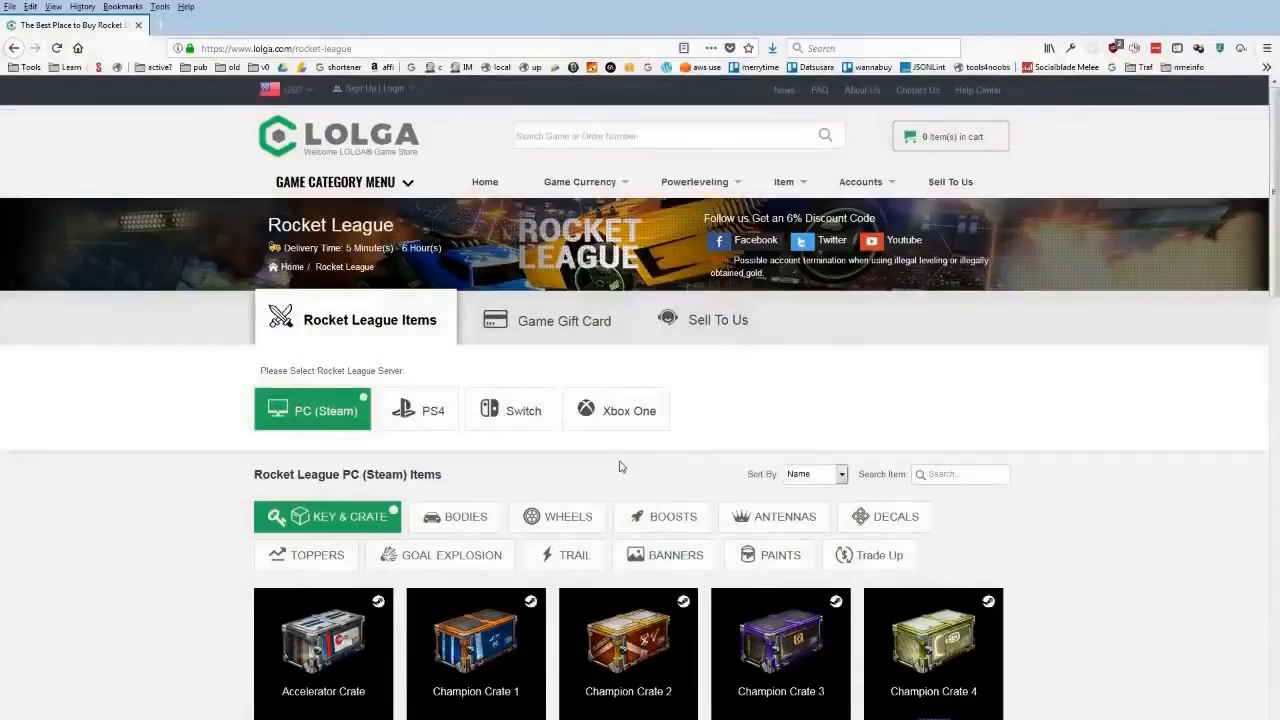 File Edit View History Bookmarks Tools Help
The Best Place to Buy Rocket L
https://www.lolga.com/rocket-league
Search
Tools Learn S active? pub old v0 shortener affi c IM local up aws use merrytime Datsusara wannabuy JSONLint tools4noobs Socialblade Melee Traf nmeinfo
USD Sign Up | Login News FAQ About Us Contact Us Help Center
LOLGA
Welcome LOLGA® Game Store
Search Game or Order Number
0 Item(s) in cart
GAME CATEGORY MENU Home Game Currency Powerleveling Item Accounts Sell To Us
Rocket League
Delivery Time: 5 Minute(s) - 6 Hour(s)
Home / Rocket League
ROCKET
LEAGUE
Follow us Get an 6% Discount Code
Facebook Twitter Youtube
Possible account termination when using illegal leveling or illegally
obtained gold.
Rocket League Items Game Gift Card Sell To Us
Please Select Rocket League Server:
PC (Steam) PS4 Switch Xbox One
Rocket League PC (Steam) Items
Sort By: Name Search Item: Search...
KEY & CRATE BODIES WHEELS BOOSTS ANTENNAS DECALS
TOPPERS GOAL EXPLOSION TRAIL BANNERS PAINTS Trade Up
Accelerator Crate Champion Crate 1 Champion Crate 2 Champion Crate 3 Champion Crate 4